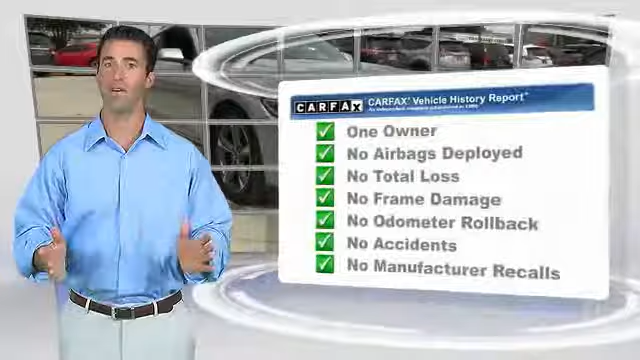 CARFAX
CARFAX Vehicle History Report
One Owner
No Airbags Deployed
No Total Loss
No Frame Damage
No Odometer Rollback
No Accidents
No Manufacturer Recalls